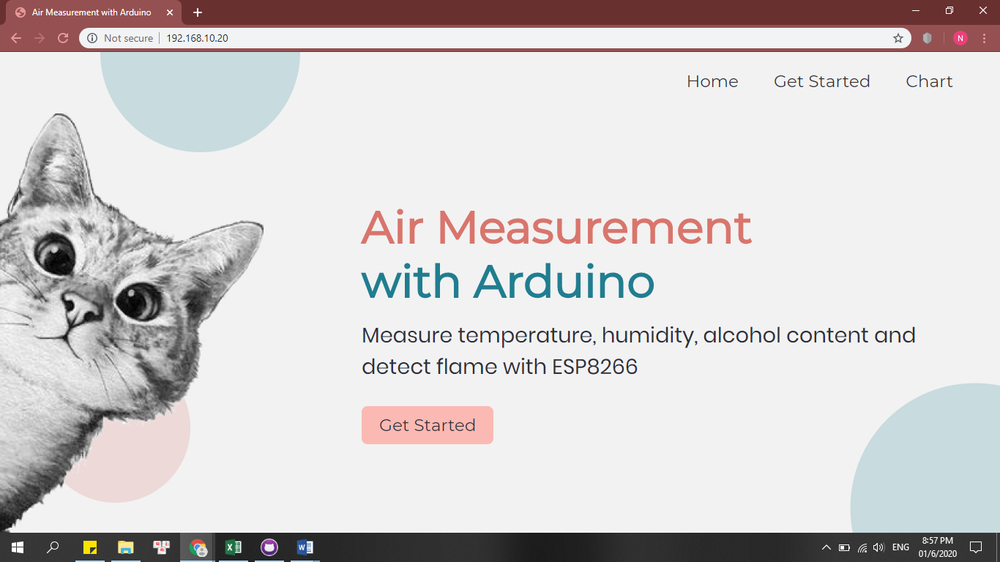 Air Measurement with Arduino
Not secure
192.168.10.20
N
Home
Get Started
Chart
Air Measurement
with Arduino
Measure temperature, humidity, alcohol content and
detect flame with ESP8266
Get Started
ENG
8:57 PM
01/6/2020